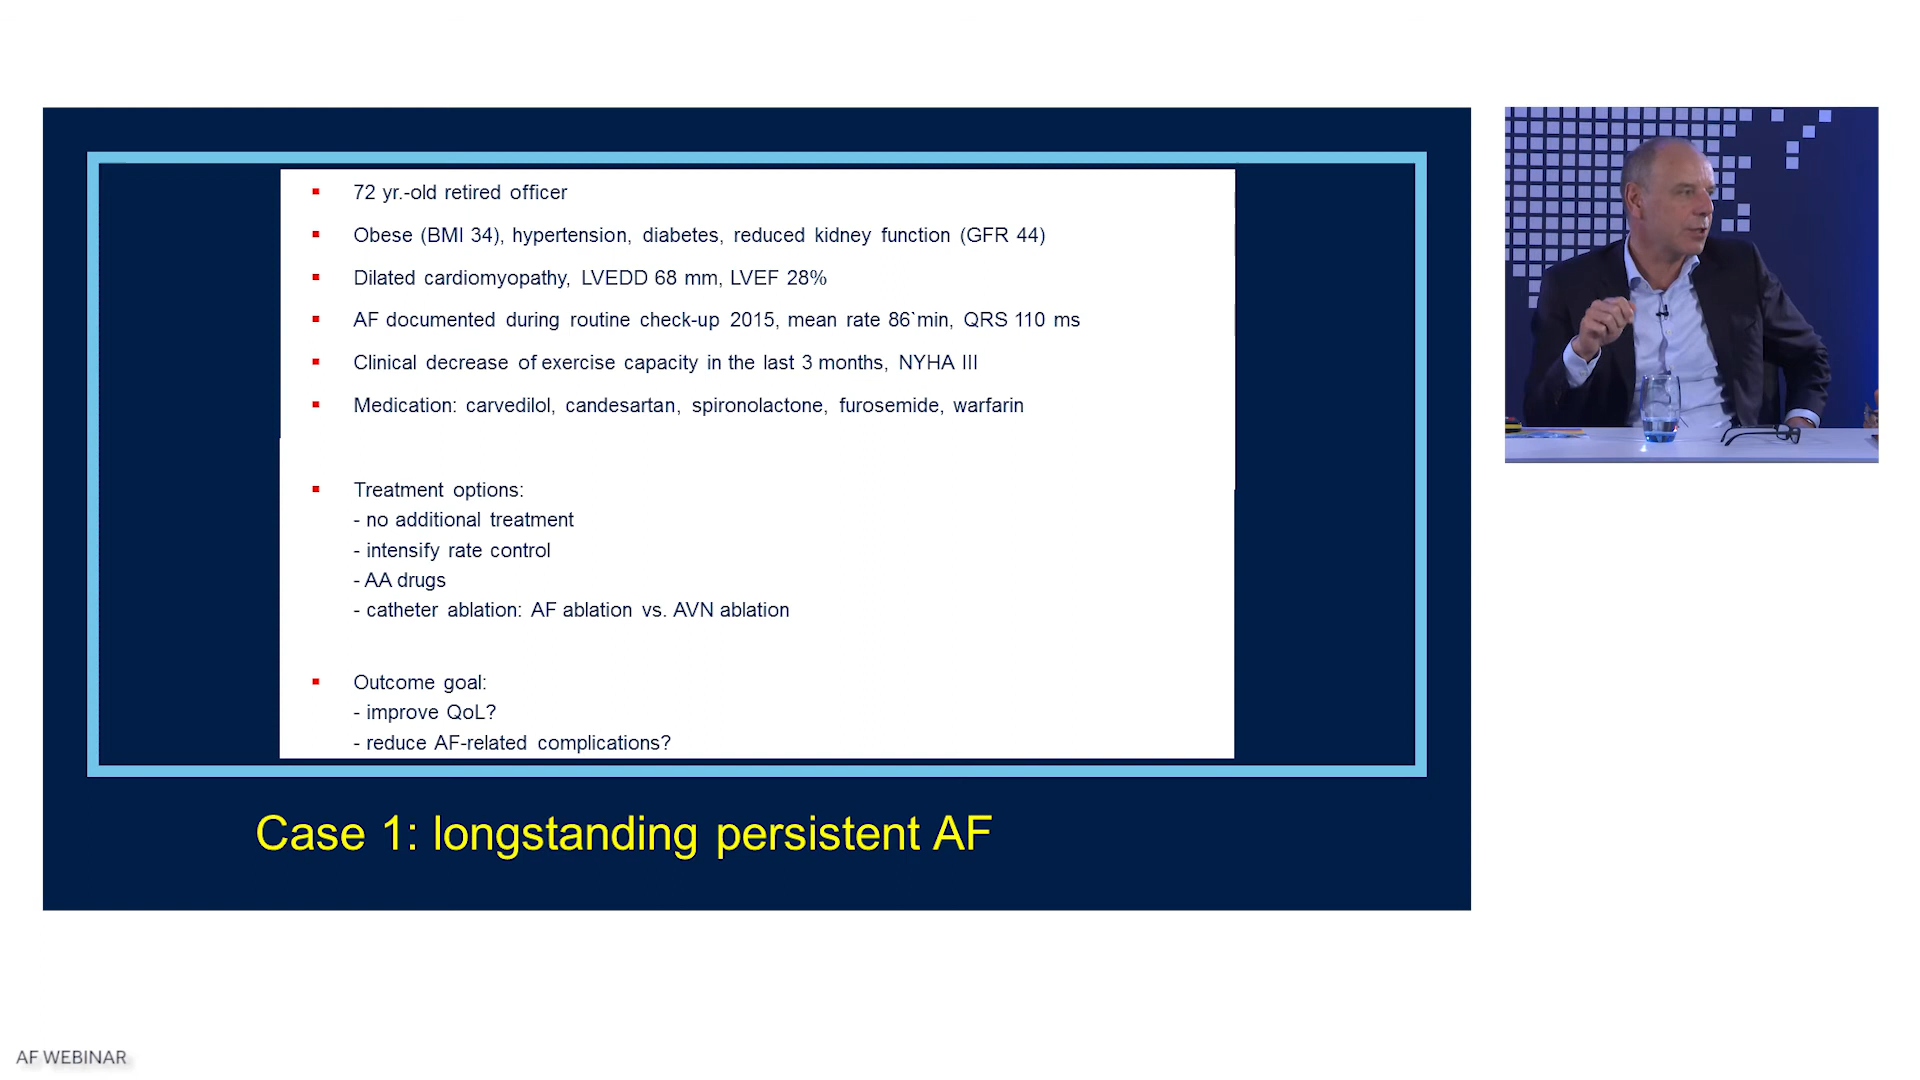 72 yr.-old retired officer
Obese (BMI 34), hypertension, diabetes, reduced kidney function (GFR 44)
Dilated cardiomyopathy, LVEDD 68 mm, LVEF 28%
AF documented during routine check-up 2015, mean rate 86`min, QRS 110 ms
Clinical decrease of exercise capacity in the last 3 months, NYHA III
Medication: carvedilol, candesartan, spironolactone, furosemide, warfarin
Treatment options:
- no additional treatment
- intensify rate control
- AA drugs
- catheter ablation: AF ablation vs. AVN ablation
Outcome goal:
- improve QoL?
- reduce AF-related complications?
Case 1: longstanding persistent AF
AF WEBINAR